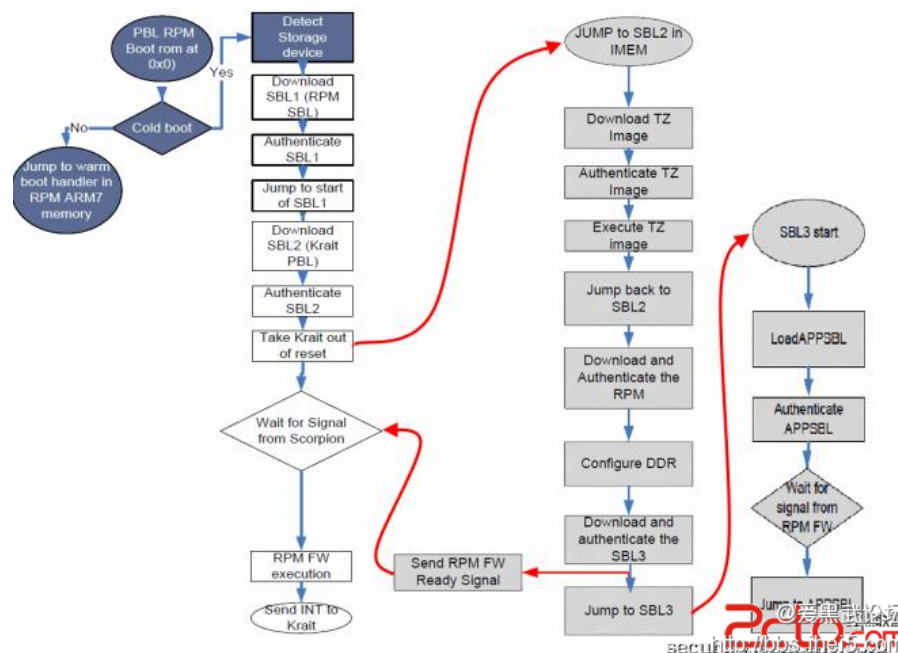 PBL RPM
Boot rom at
0x0)
Cold boot
No
Yes
Jump to warm
boot handler in
RPM ARM7
memory
Detect
Storage
device
Download
SBL1 (RPM
SBL)
Authenticate
SBL1
Jump to start
of SBL1
Download
SBL2 (Krait
PBL)
Authenticate
SBL2
Take Krait out
of reset
Wait for Signal
from Scorpion
RPM FW
execution
Send INT to
Krait
JUMP to SBL2 in
IMEM
Download TZ
Image
Authenticate TZ
Image
Execute TZ
image
Jump back to
SBL2
Download and
Authenticate the
RPM
Configure DDR
Download and
authenticate the
SBL3
Send RPM FW
Ready Signal
Jump to SBL3
SBL3 start
LoadAPPSBL
Authenticate
APPSBL
Wait for
signal from
RPM FW
Jump to APPSBL